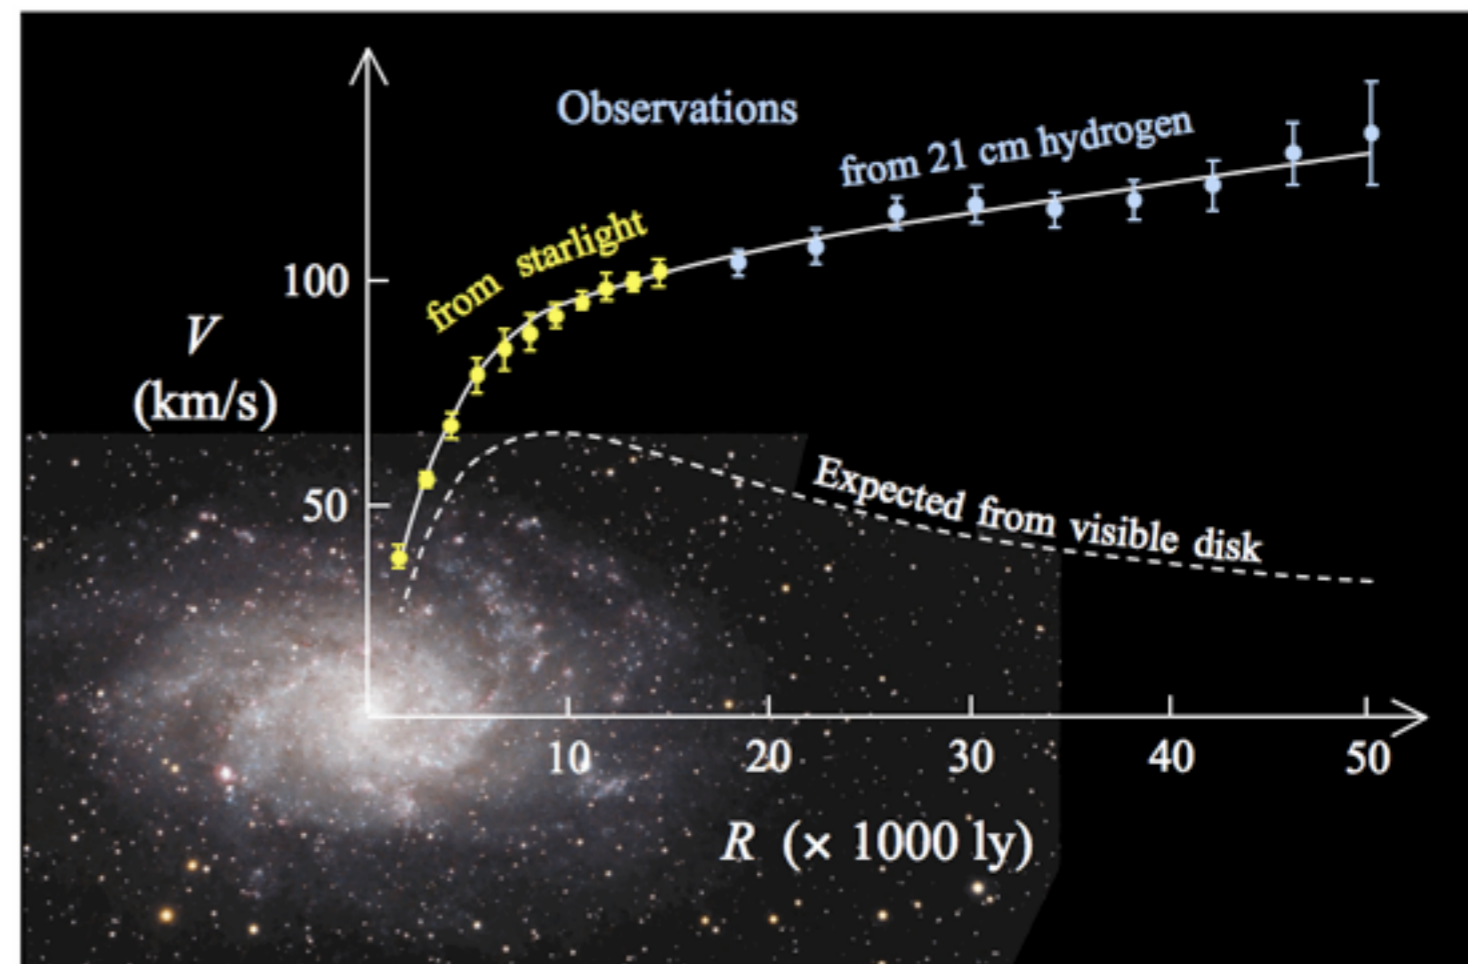 Observations
from 21 cm hydrogen
from starlight
100
V
(km/s)
50
Expected from visible disk
10 20 30 40 50
R (× 1000 ly)